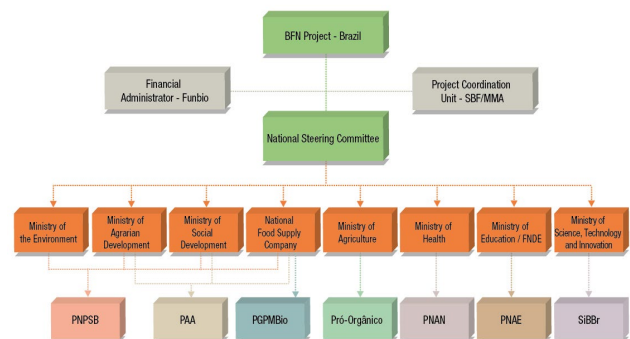 BFN Project - Brazil
Financial
Administrator - Funbio
Project Coordination
Unit - SBF/MMA
National Steering Committee
Ministry of
the Environment
Ministry of
Agrarian
Development
Ministry of
Social
Development
National
Food Supply
Company
Ministry of
Agriculture
Ministry of
Health
Ministry of
Education / FNDE
Ministry of
Science, Technology
and Innovation
PNPSB
PAA
PGPMBio
Pró-Orgânico
PNAN
PNAE
SiBBr